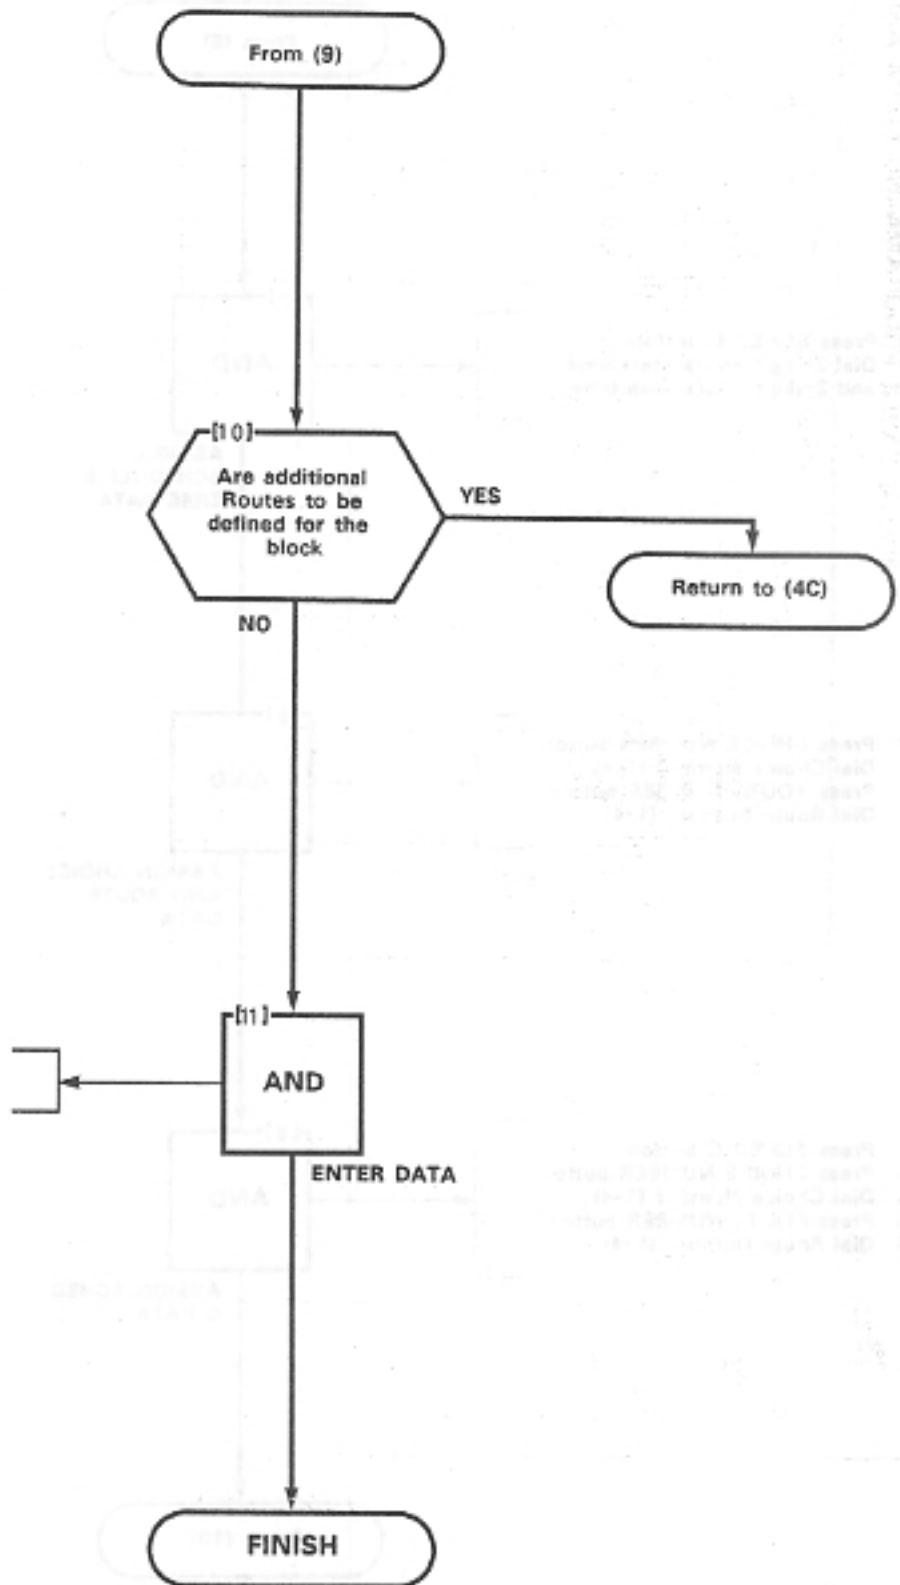 From (9)
[10]
Are additional
Routes to be
defined for the
block
YES
Return to (4C)
NO
[11]
AND
ENTER DATA
FINISH